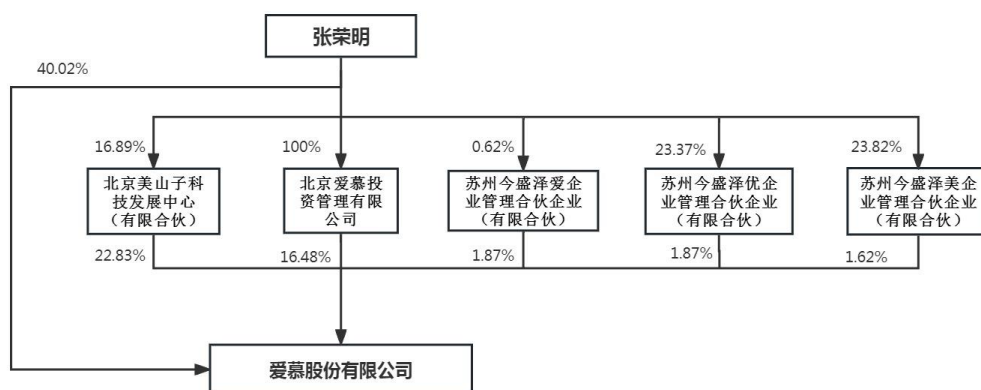 张荣明
40.02%
16.89%
100%
0.62%
23.37%
23.82%
北京美山子科
技发展中心
（有限合伙）
北京爱慕投
资管理有限
公司
苏州今盛泽爱企
业管理合伙企业
（有限合伙）
苏州今盛泽优企
业管理合伙企业
（有限合伙）
苏州今盛泽美企
业管理合伙企业
（有限合伙）
22.83%
16.48%
1.87%
1.87%
1.62%
爱慕股份有限公司